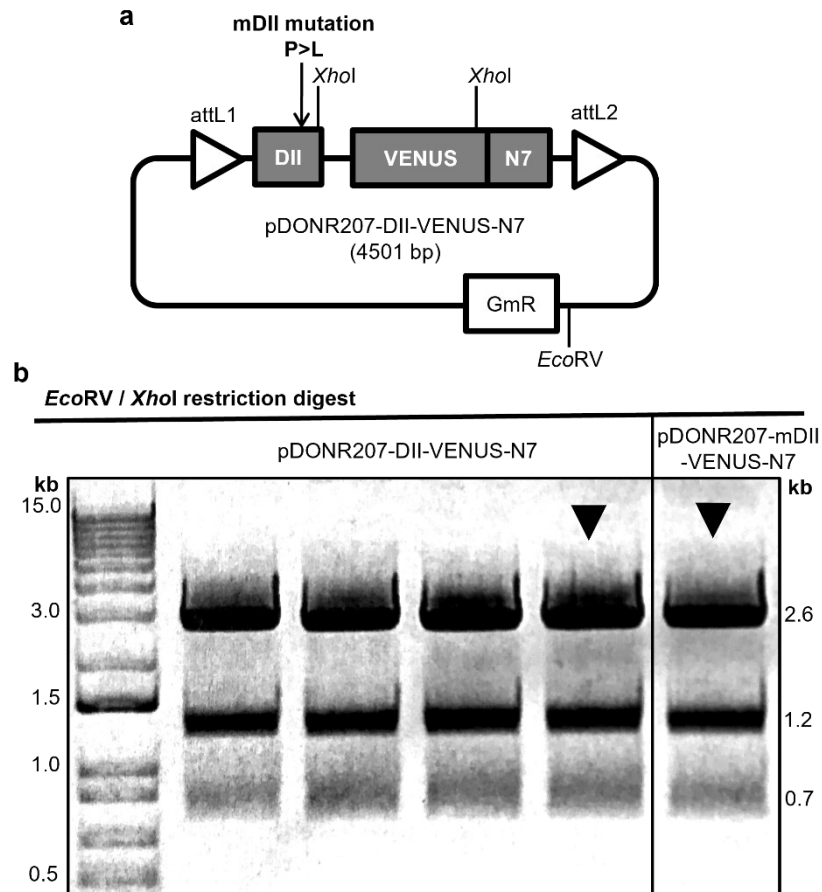 a
mDII mutation
P>L
XhoI
XhoI
attL1
attL2
DII
VENUS
N7
pDONR207-DII-VENUS-N7
(4501 bp)
GmR
EcoRV
b
EcoRV / XhoI restriction digest
pDONR207-DII-VENUS-N7
pDONR207-mDII
-VENUS-N7
kb
kb
15.0
3.0
2.6
1.5
1.2
1.0
0.7
0.5